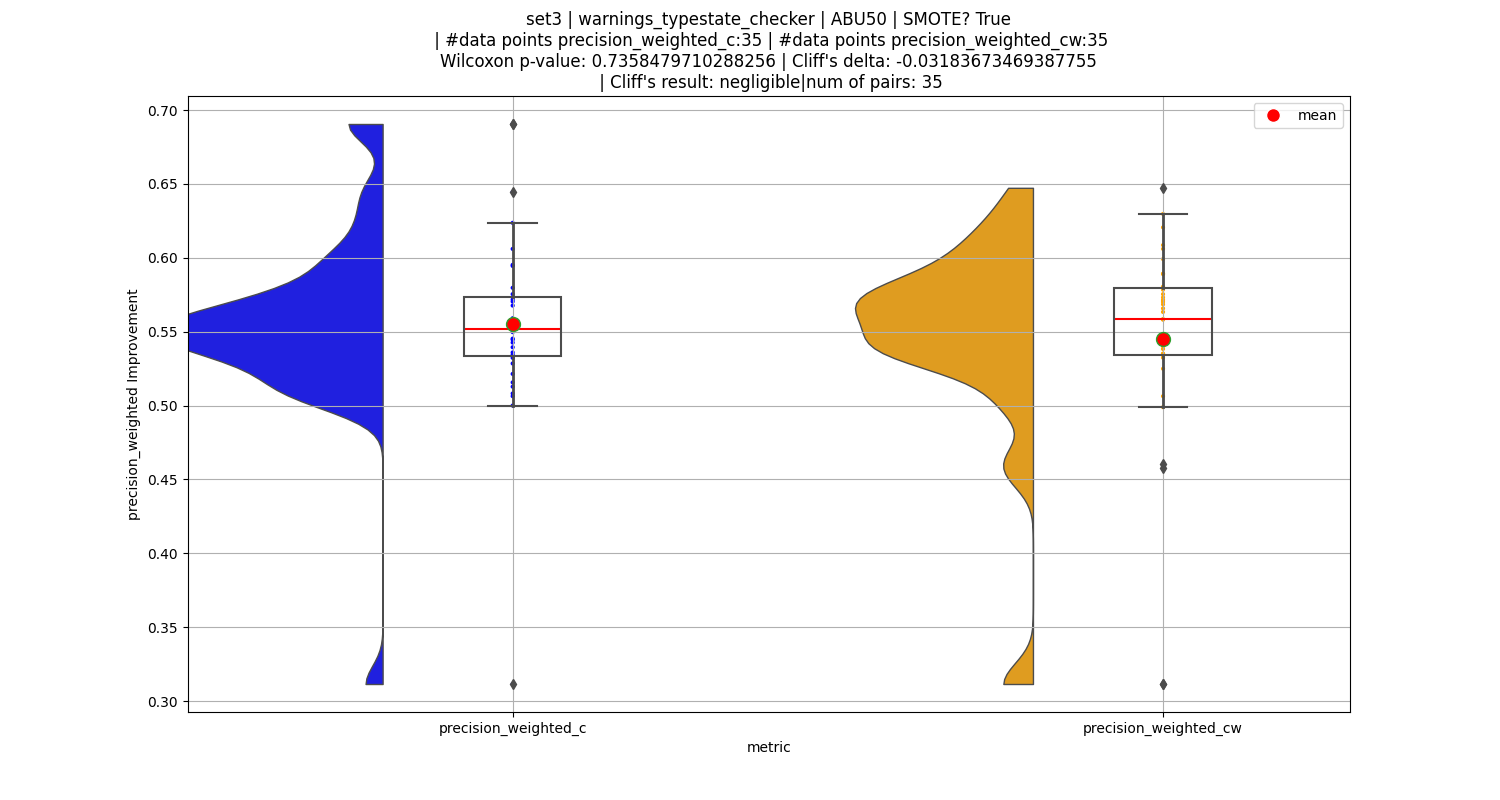 set3 | warnings_typestate_checker | ABU50 | SMOTE? True
| #data points precision_weighted_c:35 | #data points precision_weighted_cw:35
Wilcoxon p-value: 0.7358479710288256 | Cliff's delta: -0.03183673469387755
| Cliff's result: negligible|num of pairs: 35
mean
0.70
0.65
0.60
0.55
0.50
0.45
0.40
0.35
0.30
precision_weighted Improvement
precision_weighted_c
precision_weighted_cw
metric